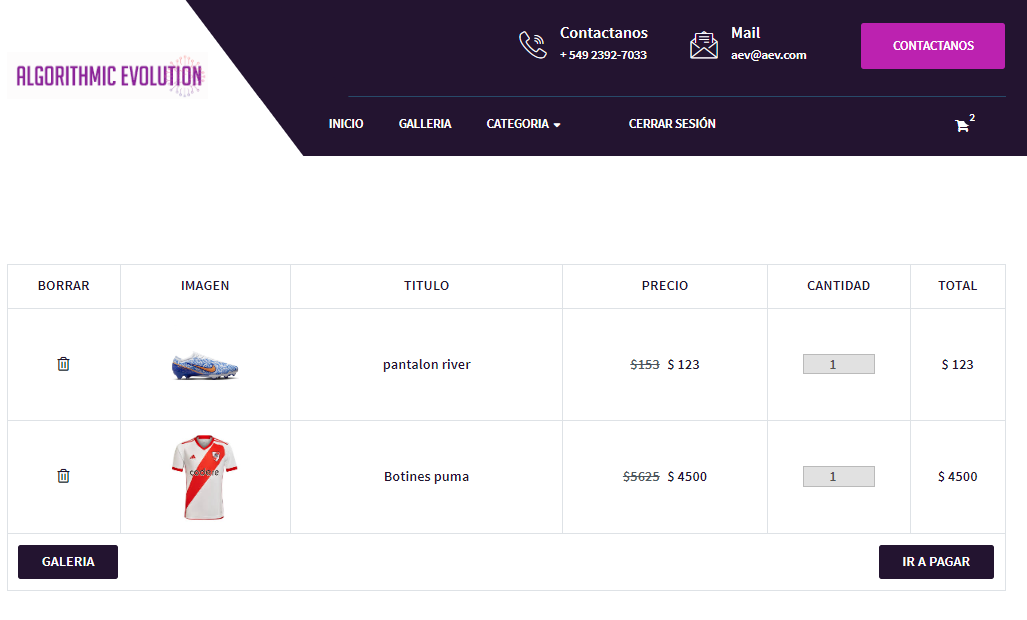 ALGORITHMIC EVOLUTION
Contactanos
+ 549 2392-7033
Mail
aev@aev.com
CONTACTANOS
INICIO GALLERIA CATEGORIA CERRAR SESIÓN 2
BORRAR IMAGEN TITULO PRECIO CANTIDAD TOTAL
pantalon river $153 $ 123 1 $ 123
codere
Botines puma $5625 $ 4500 1 $ 4500
GALERIA IR A PAGAR